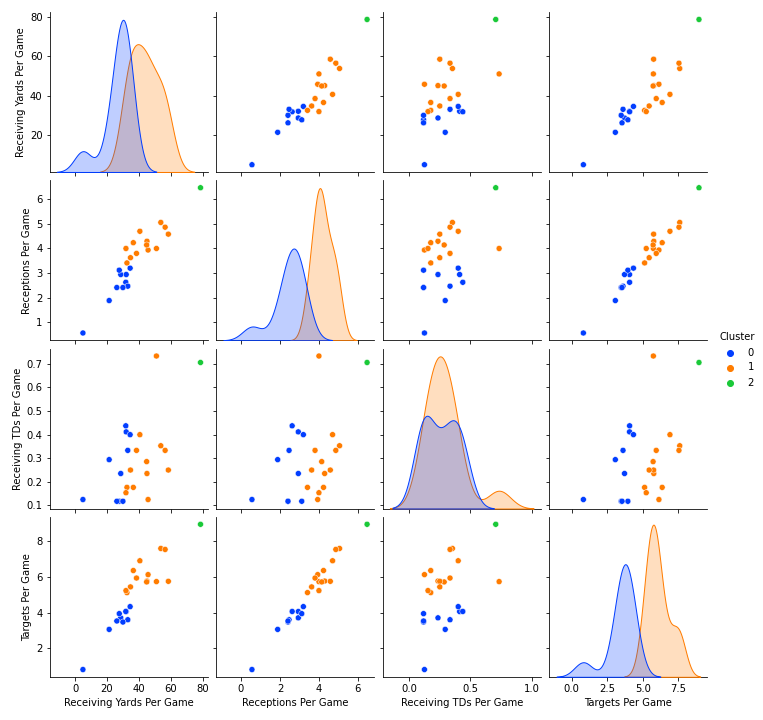 Receiving Yards Per Game
80
60
40
20
Receptions Per Game
6
5
4
3
2
1
Receiving TDs Per Game
0.7
0.6
0.5
0.4
0.3
0.2
0.1
Targets Per Game
8
6
4
2
0 20 40 60 80
Receiving Yards Per Game
0 2 4 6
Receptions Per Game
0.0 0.5 1.0
Receiving TDs Per Game
0.0 2.5 5.0 7.5
Targets Per Game
Cluster
0
1
2